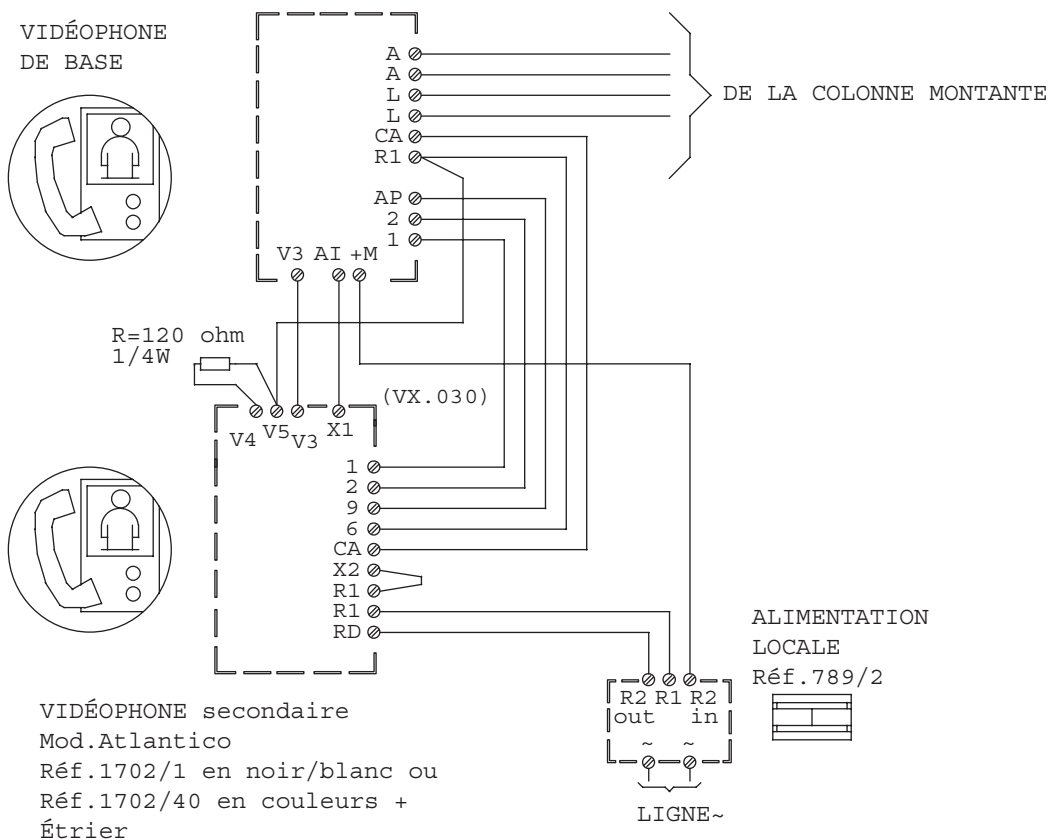 VIDÉOPHONE
DE BASE
A
A
L
L
CA
R1
AP
2
1
V3 AI +M
DE LA COLONNE MONTANTE
R=120 ohm
1/4W
(VX.030)
V4 V5 V3 X1
1
2
9
6
CA
X2
R1
R1
RD
ALIMENTATION
LOCALE
Réf.789/2
R2 R1 R2
out in
~ ~
LIGNE~
VIDÉOPHONE secondaire
Mod.Atlantico
Réf.1702/1 en noir/blanc ou
Réf.1702/40 en couleurs +
Étrier